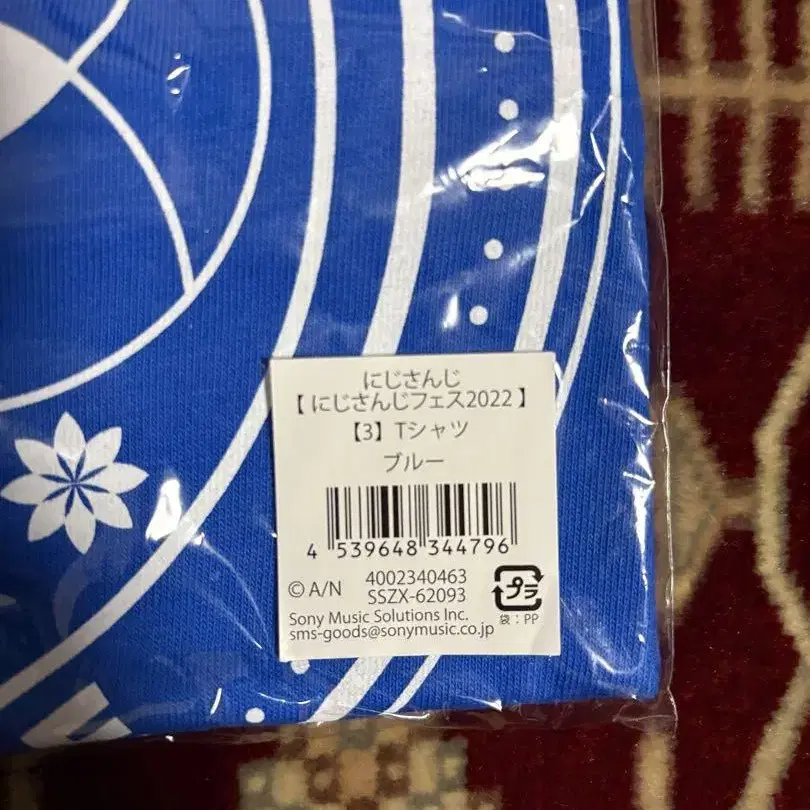 にじさんじ
【にじさんじフェス2022】
【3】Tシャツ
ブルー
4 539648 344796
© A/N 4002340463
SSZX-62093
プラ
袋：PP
Sony Music Solutions Inc.
sms-goods@sonymusic.co.jp